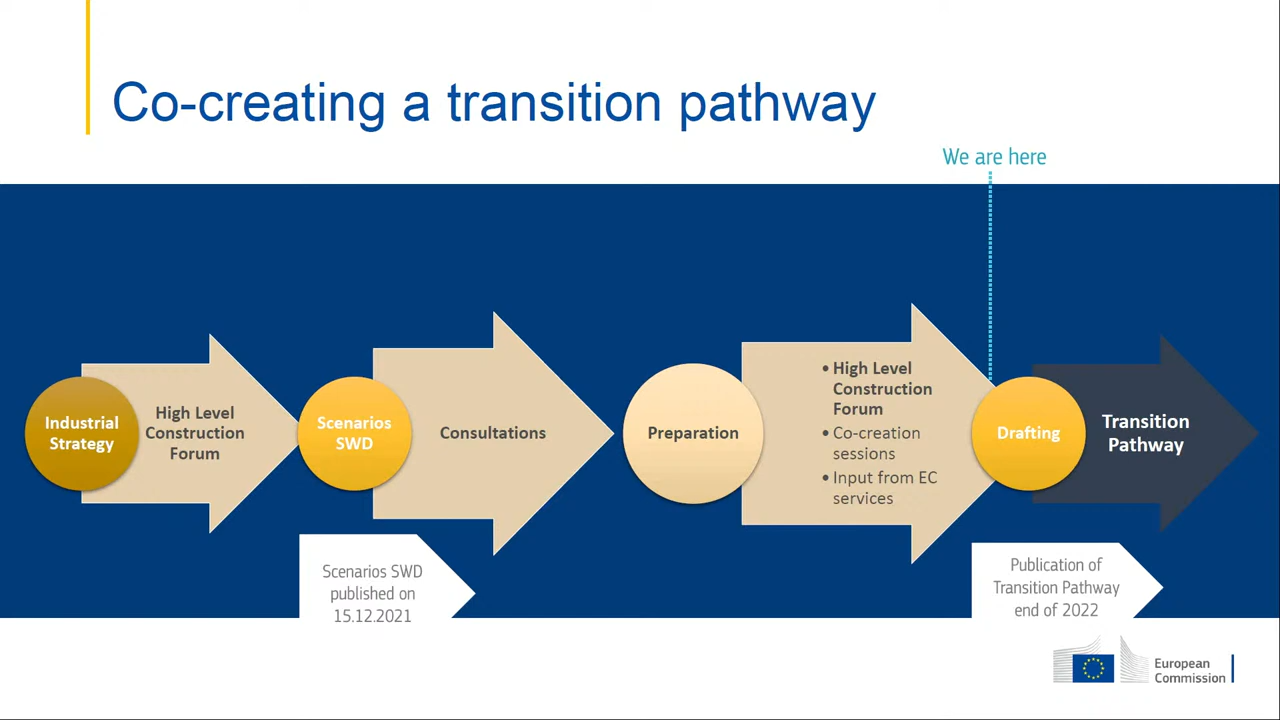 Co-creating a transition pathway
We are here
Industrial
Strategy
High Level
Construction
Forum
Scenarios
SWD
Consultations
Preparation
• High Level
Construction
Forum
• Co-creation
sessions
• Input from EC
services
Drafting
Transition
Pathway
Scenarios SWD
published on
15.12.2021
Publication of
Transition Pathway
end of 2022
European
Commission